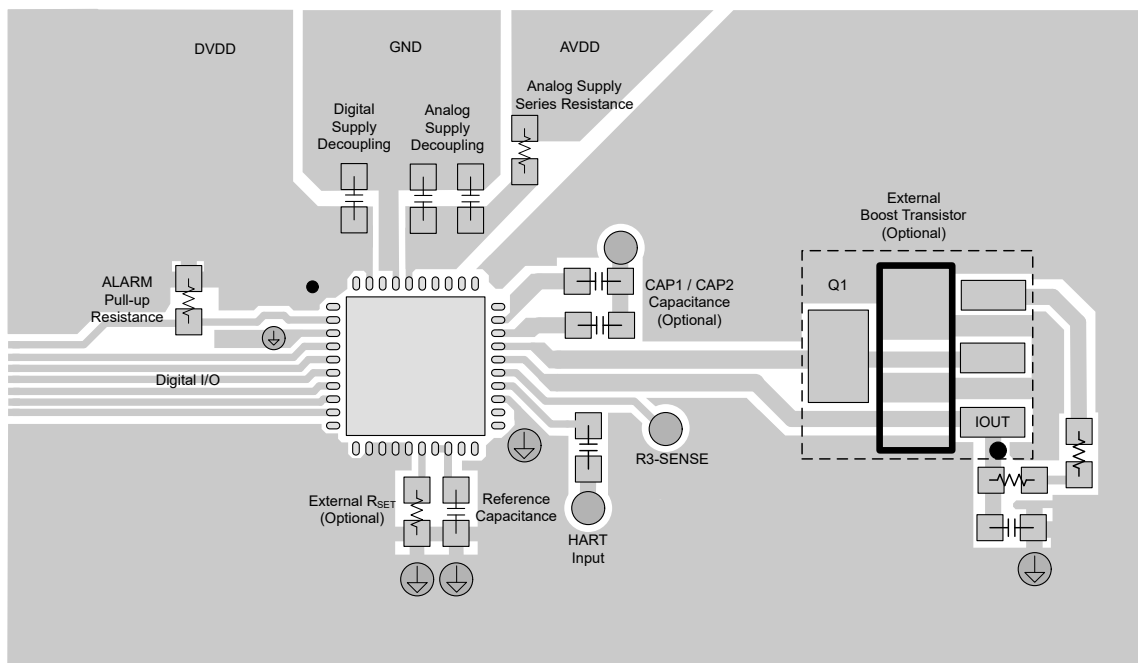 DVDD
GND
AVDD
Analog Supply
Series Resistance
Digital
Supply
Decoupling
Analog
Supply
Decoupling
External
Boost Transistor
(Optional)
ALARM
Pull-up
Resistance
CAP1 / CAP2
Capacitance
(Optional)
Q1
Digital I/O
IOUT
R3-SENSE
External RSET
(Optional)
Reference
Capacitance
HART
Input